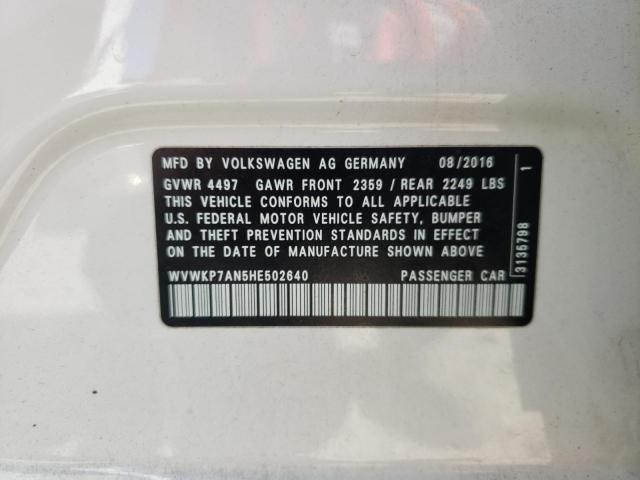 MFD BY VOLKSWAGEN AG GERMANY 08/2016
GVWR 4497 GAWR FRONT 2359 / REAR 2249 LBS
THIS VEHICLE CONFORMS TO ALL APPLICABLE
U.S. FEDERAL MOTOR VEHICLE SAFETY, BUMPER
AND THEFT PREVENTION STANDARDS IN EFFECT
ON THE DATE OF MANUFACTURE SHOWN ABOVE
WVWKP7AN5HE502640 PASSENGER CAR
3135798 1